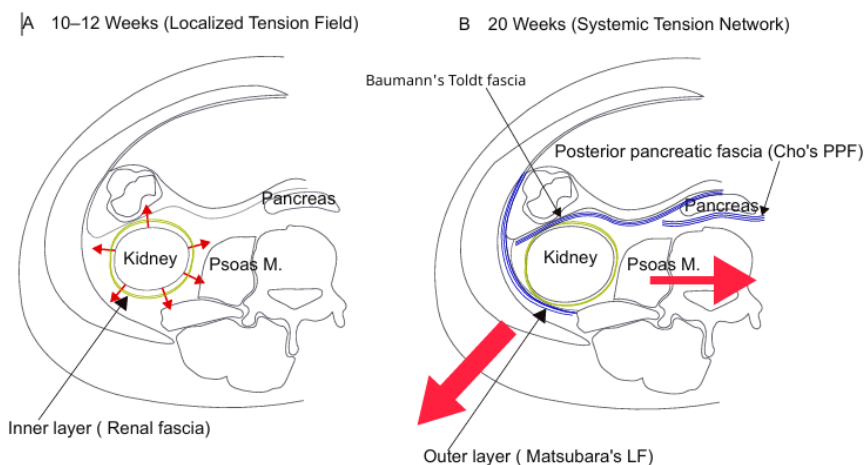 A 10–12 Weeks (Localized Tension Field)
B 20 Weeks (Systemic Tension Network)
Baumann's Toldt fascia
Posterior pancreatic fascia (Cho's PPF)
Pancreas
Kidney
Psoas M.
Pancreas
Kidney
Psoas M.
Inner layer ( Renal fascia)
Outer layer ( Matsubara's LF)